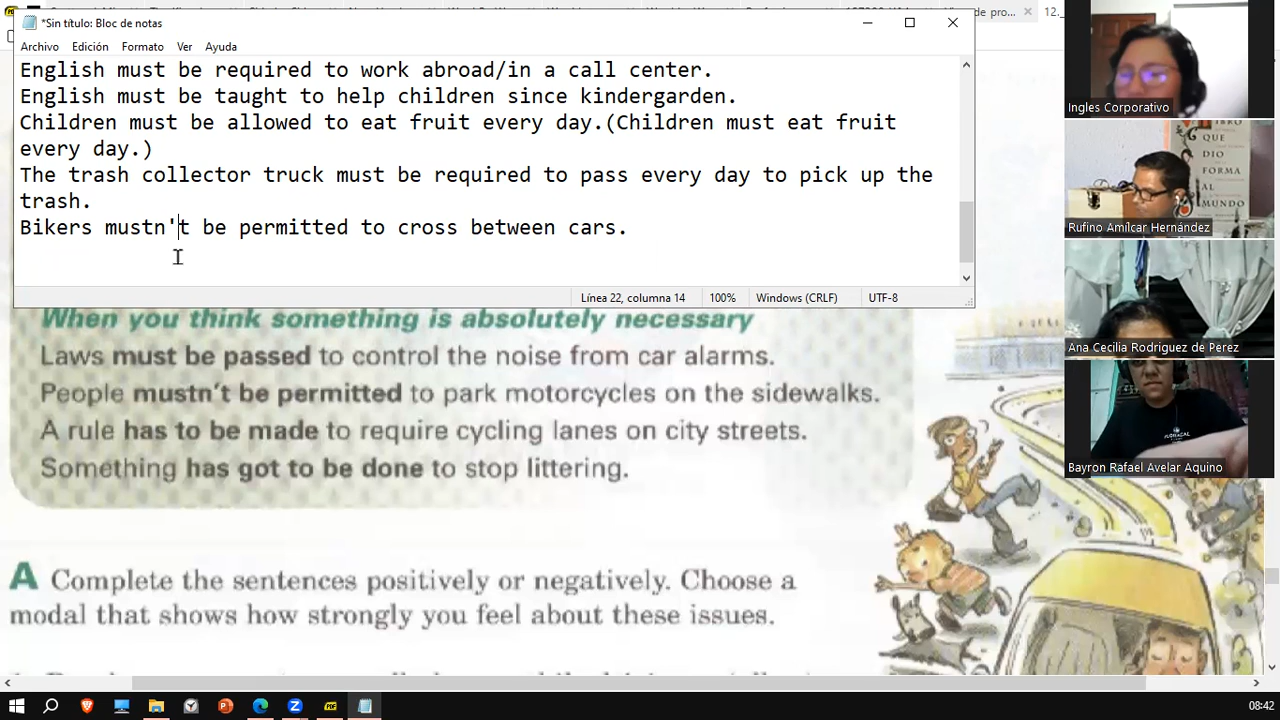 *Sin título: Bloc de notas
Archivo Edición Formato Ver Ayuda
English must be required to work abroad/in a call center.
English must be taught to help children since kindergarden.
Children must be allowed to eat fruit every day.(Children must eat fruit
every day.)
The trash collector truck must be required to pass every day to pick up the
trash.
Bikers mustn't be permitted to cross between cars.
Línea 22, columna 14 100% Windows (CRLF) UTF-8
When you think something is absolutely necessary
Laws must be passed to control the noise from car alarms.
People mustn't be permitted to park motorcycles on the sidewalks.
A rule has to be made to require cycling lanes on city streets.
Something has got to be done to stop littering.
A Complete the sentences positively or negatively. Choose a
modal that shows how strongly you feel about these issues.
Ingles Corporativo
QUE
DIO
FORMA
AL
MUNDO
Rufino Amílcar Hernández
Ana Cecilia Rodriguez de Perez
Bayron Rafael Avelar Aquino
08:42